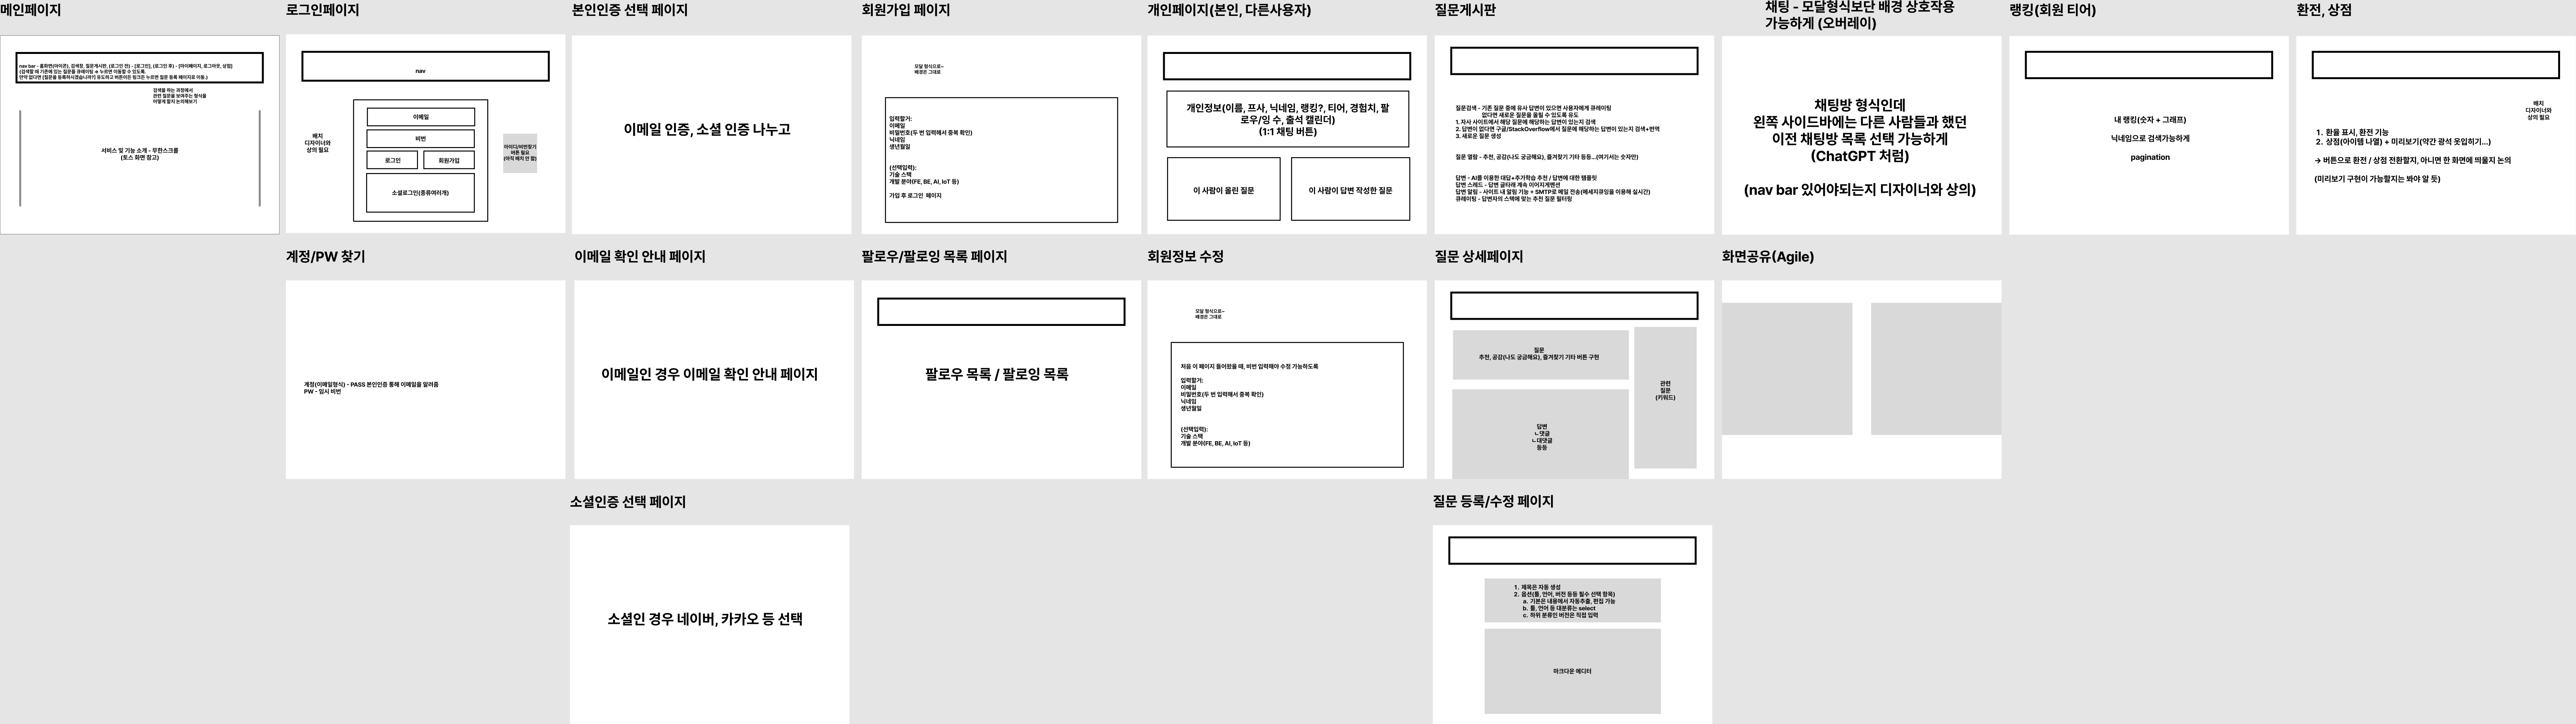 메인페이지
nav bar - 홈화면(아이콘), 검색창, 질문게시판, (로그인 전) - [로그인], (로그인 후) - [마이페이지, 로그아웃, 상점]
(검색할 때 기존에 있는 질문을 큐레이팅 → 누르면 이동할 수 있도록.
만약 없다면 [질문을 등록하시겠습니까?] 유도하고 버튼이든 링크든 누르면 질문 등록 페이지로 이동.)
검색을 하는 과정에서
관련 질문을 보여주는 형식을
어떻게 할지 논의해보기
서비스 및 기능 소개 - 무한스크롤
(토스 화면 참고)
로그인페이지
nav
배치
디자이너와
상의 필요
이메일
비번
로그인
회원가입
소셜로그인(종류여러개)
아이디/비번찾기
버튼 필요
(아직 배치 안 함)
본인인증 선택 페이지
이메일 인증, 소셜 인증 나누고
회원가입 페이지
모달 형식으로~
배경은 그대로
입력할거:
이메일
비밀번호(두 번 입력해서 중복 확인)
닉네임
생년월일
(선택입력):
기술 스택
개발 분야(FE, BE, AI, IoT 등)
가입 후 로그인 페이지
개인페이지(본인, 다른사용자)
개인정보(이름, 프사, 닉네임, 랭킹?, 티어, 경험치, 팔
로우/잉 수, 출석 캘린더)
(1:1 채팅 버튼)
이 사람이 올린 질문
이 사람이 답변 작성한 질문
질문게시판
질문검색 - 기존 질문 중에 유사 답변이 있으면 사용자에게 큐레이팅
없다면 새로운 질문을 올릴 수 있도록 유도
1. 자사 사이트에서 해당 질문에 해당하는 답변이 있는지 검색
2. 답변이 없다면 구글/StackOverflow에서 질문에 해당하는 답변이 있는지 검색+번역
3. 새로운 질문 생성
질문 열람 - 추천, 공감(나도 궁금해요), 즐겨찾기 기타 등등...(여기서는 숫자만)
답변 - AI를 이용한 대답+추가학습 추천 / 답변에 대한 템플릿
답변 스레드 - 답변 글타래 계속 이어지게끔션
답변 알림 - 사이트 내 알림 기능 + SMTP로 메일 전송(메세지큐잉을 이용해 실시간)
큐레이팅 - 답변자의 스택에 맞는 추천 질문 필터링
채팅 - 모달형식보단 배경 상호작용
가능하게 (오버레이)
채팅방 형식인데
왼쪽 사이드바에는 다른 사람들과 했던
이전 채팅방 목록 선택 가능하게
(ChatGPT 처럼)
(nav bar 있어야되는지 디자이너와 상의)
랭킹(회원 티어)
내 랭킹(숫자 + 그래프)
닉네임으로 검색가능하게
pagination
환전, 상점
배치
디자이너와
상의 필요
1. 환율 표시, 환전 기능
2. 상점(아이템 나열) + 미리보기(약간 광석 옷입히기...)
→ 버튼으로 환전 / 상점 전환할지, 아니면 한 화면에 띄울지 논의
(미리보기 구현이 가능할지는 봐야 알 듯)
계정/PW 찾기
계정(이메일형식) - PASS 본인인증 통해 이메일을 알려줌
PW - 임시 비번
이메일 확인 안내 페이지
이메일인 경우 이메일 확인 안내 페이지
팔로우/팔로잉 목록 페이지
팔로우 목록 / 팔로잉 목록
회원정보 수정
모달 형식으로~
배경은 그대로
처음 이 페이지 들어왔을 때, 비번 입력해야 수정 가능하도록
입력할거:
이메일
비밀번호(두 번 입력해서 중복 확인)
닉네임
생년월일
(선택입력):
기술 스택
개발 분야(FE, BE, AI, IoT 등)
질문 상세페이지
질문
추천, 공감(나도 궁금해요), 즐겨찾기 기타 버튼 구현
관련
질문
(키워드)
답변
ㄴ댓글
ㄴ대댓글
등등
화면공유(Agile)
소셜인증 선택 페이지
소셜인 경우 네이버, 카카오 등 선택
질문 등록/수정 페이지
1. 제목은 자동 생성
2. 옵션(툴, 언어, 버전 등등 필수 선택 항목)
a. 기본은 내용에서 자동추출, 편집 가능
b. 툴, 언어 등 대분류는 select
c. 하위 분류인 버전은 직접 입력
마크다운 에디터